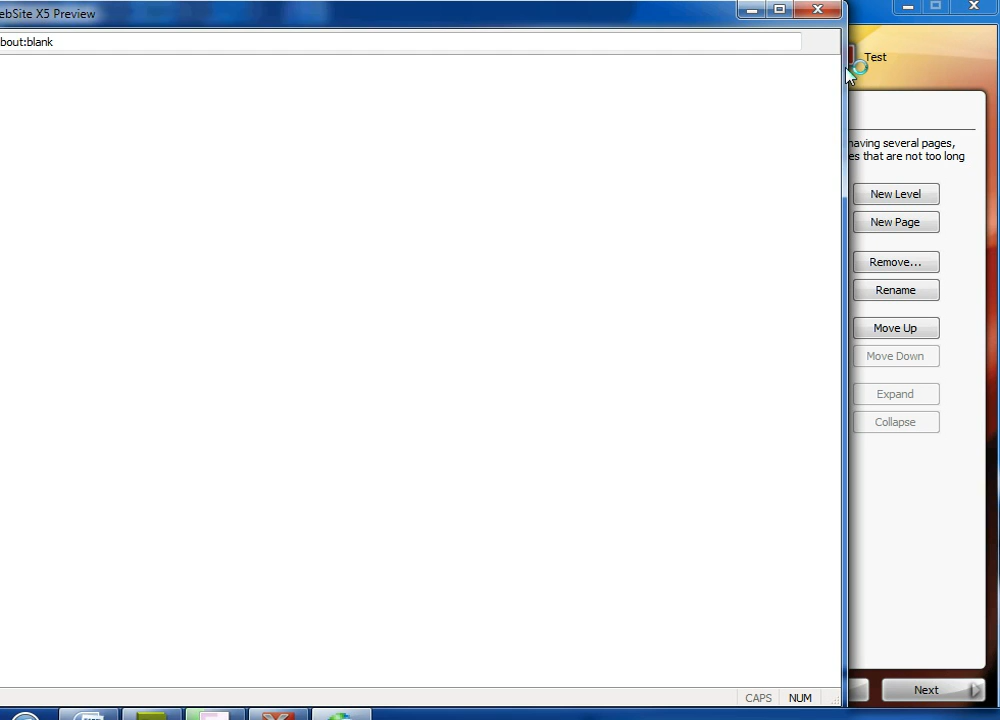 ebSite X5 Preview
bout:blank
Test
having several pages,
es that are not too long
New Level
New Page
Remove...
Rename
Move Up
Move Down
Expand
Collapse
CAPS NUM
Next